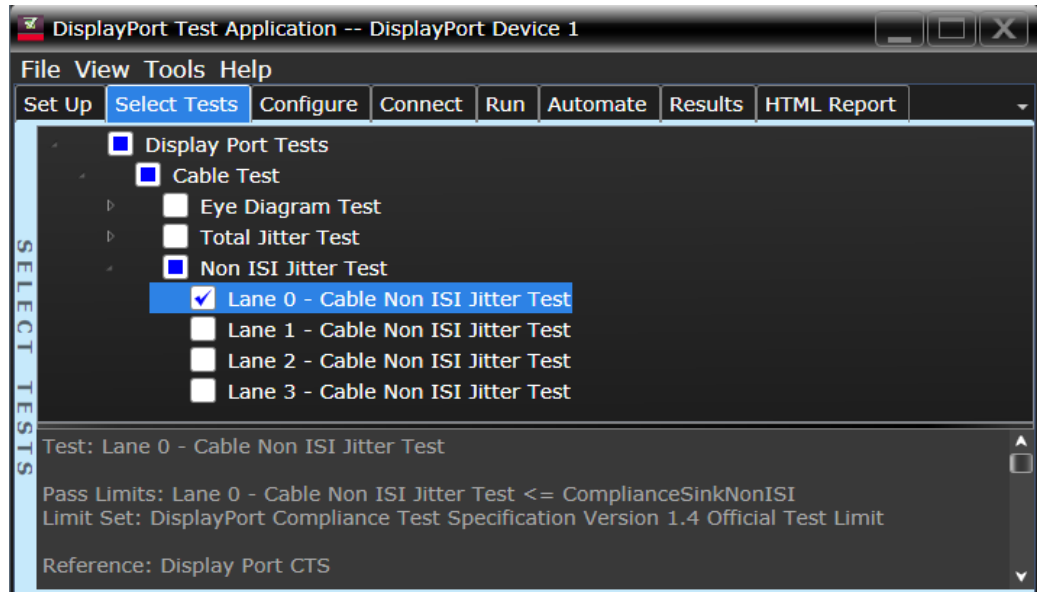 DisplayPort Test Application -- DisplayPort Device 1
File View Tools Help
Set Up Select Tests Configure Connect Run Automate Results HTML Report
SELECT TESTS
Display Port Tests
Cable Test
Eye Diagram Test
Total Jitter Test
Non ISI Jitter Test
Lane 0 - Cable Non ISI Jitter Test
Lane 1 - Cable Non ISI Jitter Test
Lane 2 - Cable Non ISI Jitter Test
Lane 3 - Cable Non ISI Jitter Test
Test: Lane 0 - Cable Non ISI Jitter Test
Pass Limits: Lane 0 - Cable Non ISI Jitter Test <= ComplianceSinkNonISI
Limit Set: DisplayPort Compliance Test Specification Version 1.4 Official Test Limit
Reference: Display Port CTS